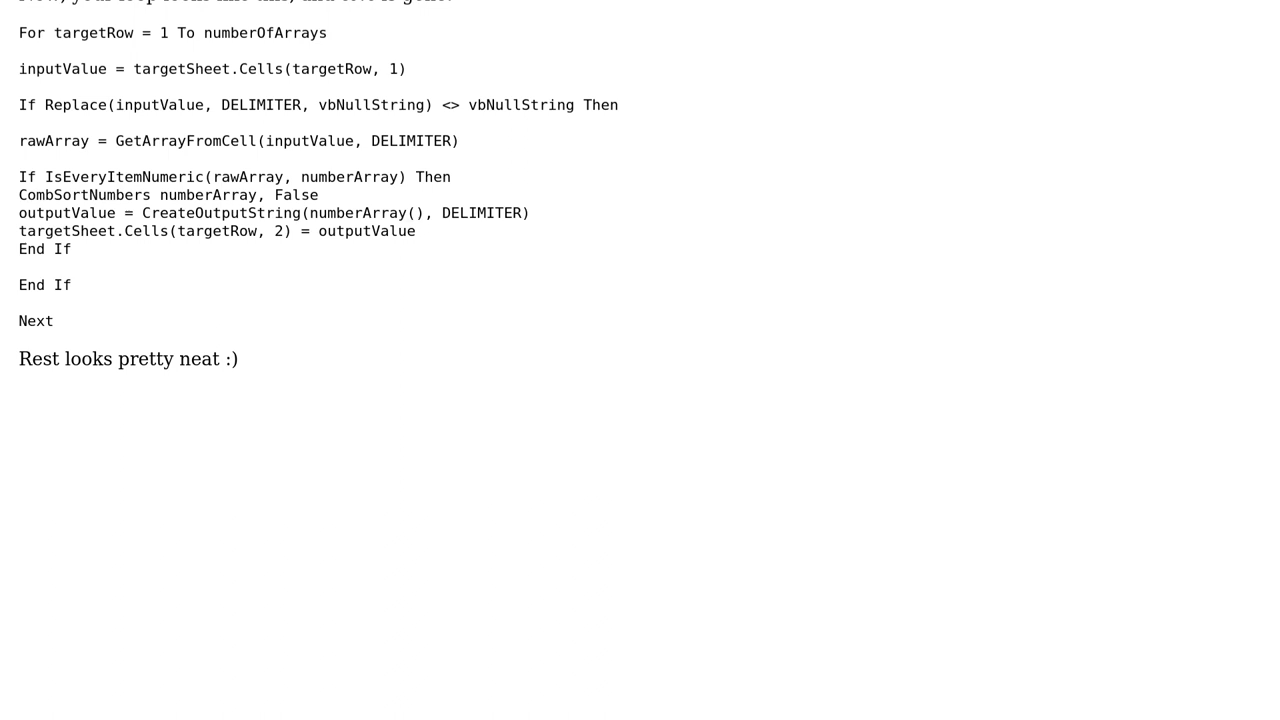 For targetRow = 1 To numberOfArrays
inputValue = targetSheet.Cells(targetRow, 1)
If Replace(inputValue, DELIMITER, vbNullString) <> vbNullString Then
rawArray = GetArrayFromCell(inputValue, DELIMITER)
If IsEveryItemNumeric(rawArray, numberArray) Then
CombSortNumbers numberArray, False
outputValue = CreateOutputString(numberArray(), DELIMITER)
targetSheet.Cells(targetRow, 2) = outputValue
End If
End If
Next
Rest looks pretty neat :)